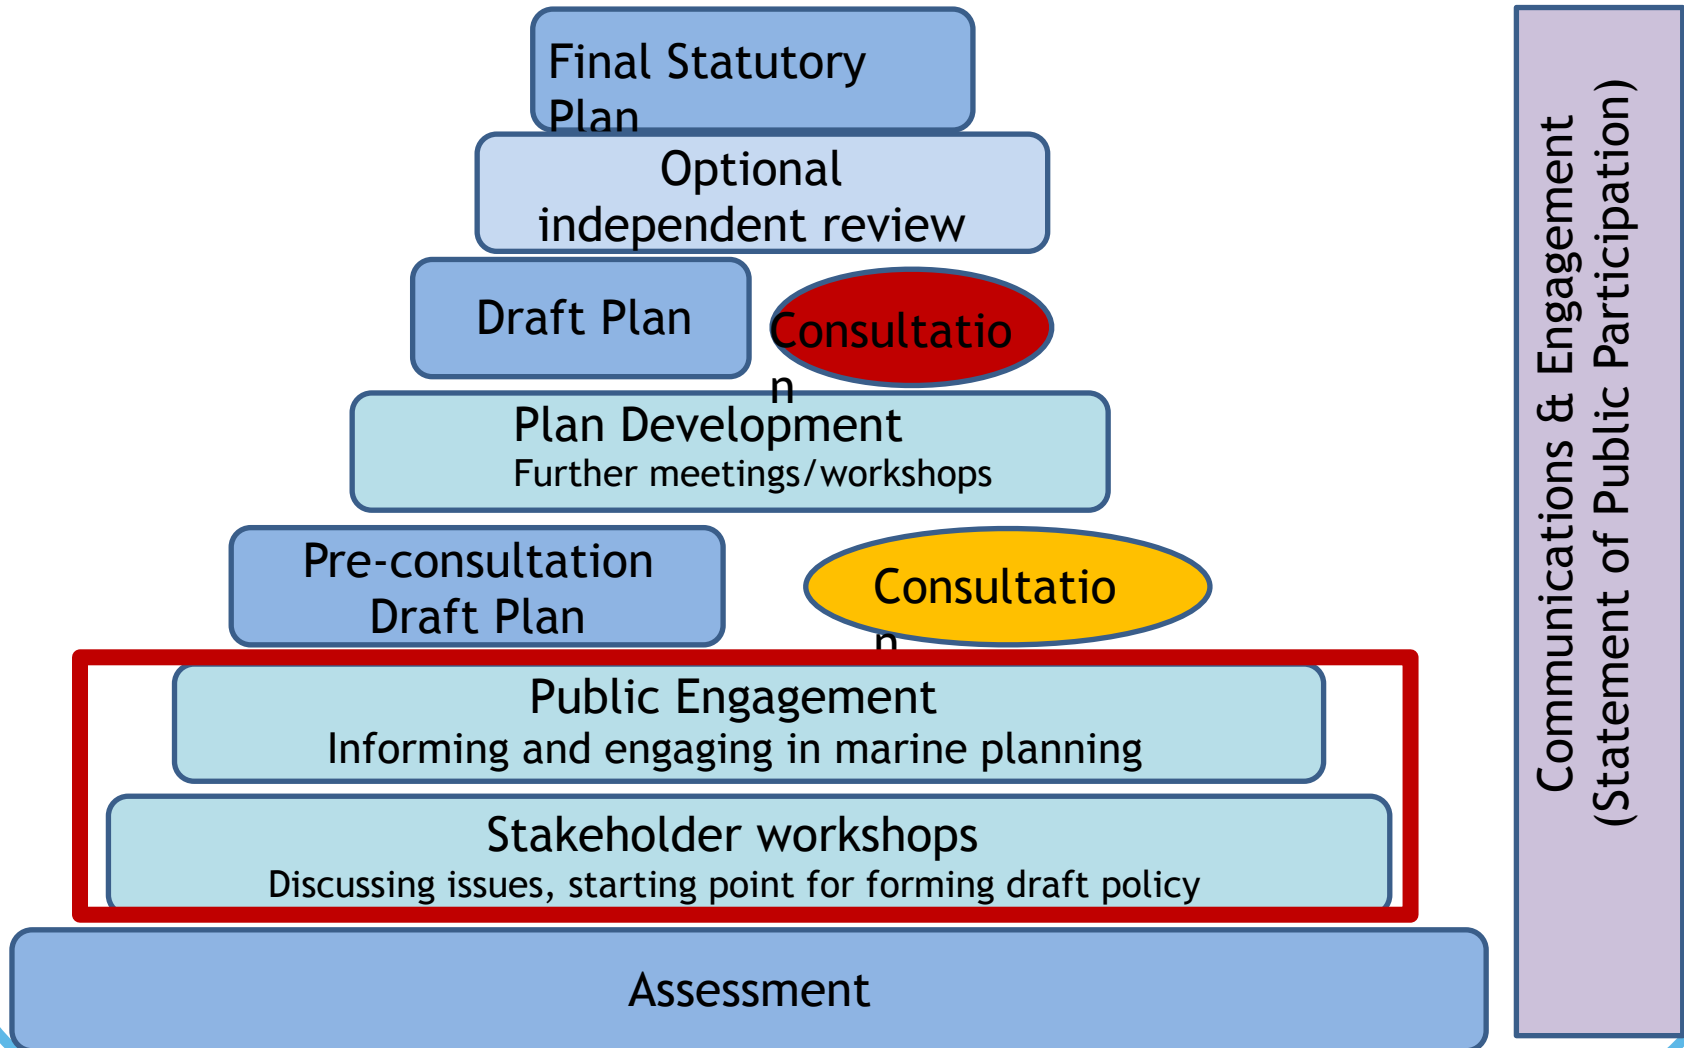 Final Statutory
Plan
Optional
independent review
Draft Plan
Consultatio
n
Plan Development
Further meetings/workshops
Pre-consultation
Draft Plan
Consultatio
n
Public Engagement
Informing and engaging in marine planning
Stakeholder workshops
Discussing issues, starting point for forming draft policy
Assessment
Communications & Engagement
(Statement of Public Participation)